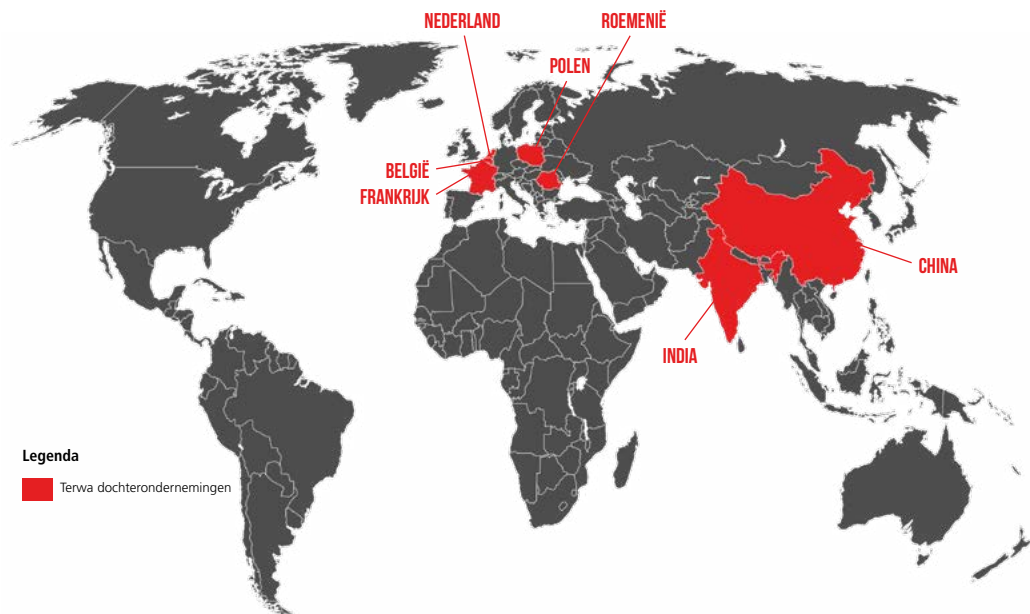 NEDERLAND
ROEMENIË
POLEN
BELGIË
FRANKRIJK
CHINA
INDIA
Legenda
Terwa dochterondernemingen